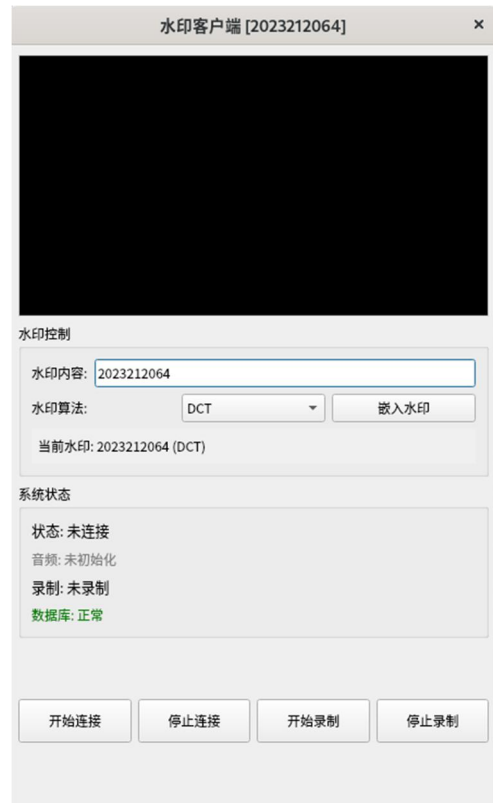 水印客户端 [2023212064]
×
水印控制
水印内容: 2023212064
水印算法: DCT 嵌入水印
当前水印: 2023212064 (DCT)
系统状态
状态: 未连接
音频: 未初始化
录制: 未录制
数据库: 正常
开始连接 停止连接 开始录制 停止录制